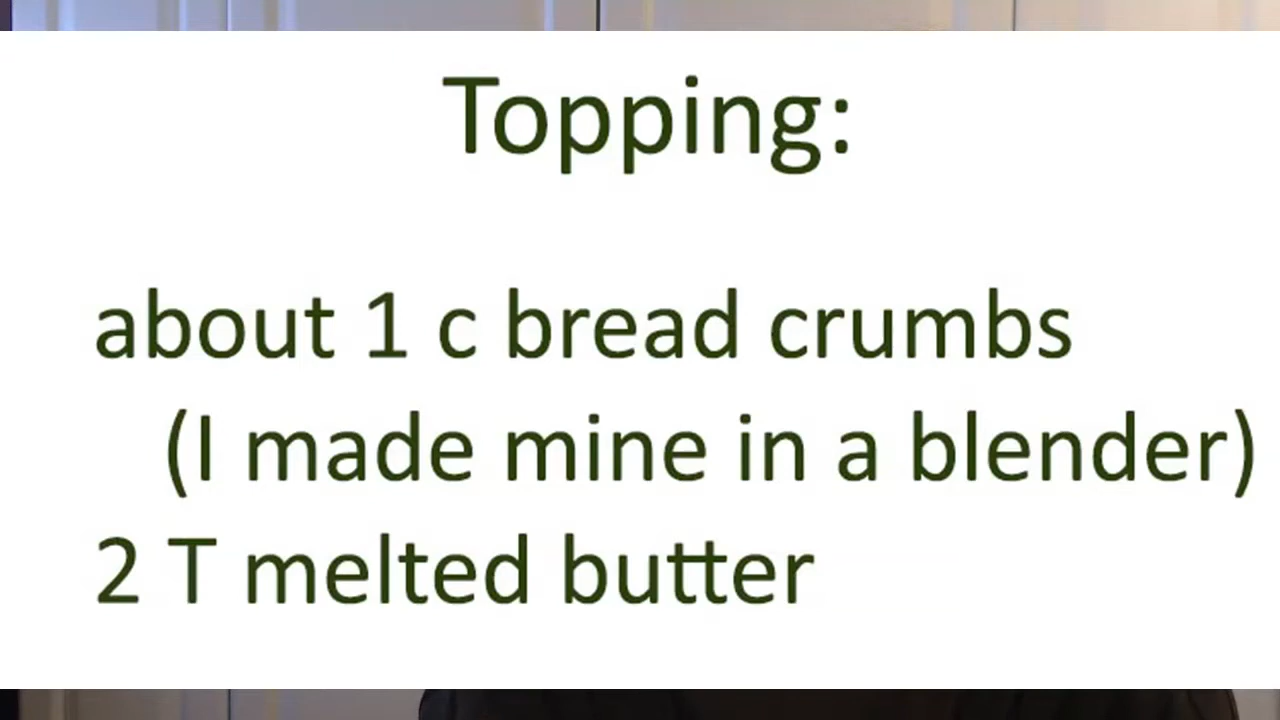 Topping:
about 1 c bread crumbs
(I made mine in a blender)
2 T melted butter